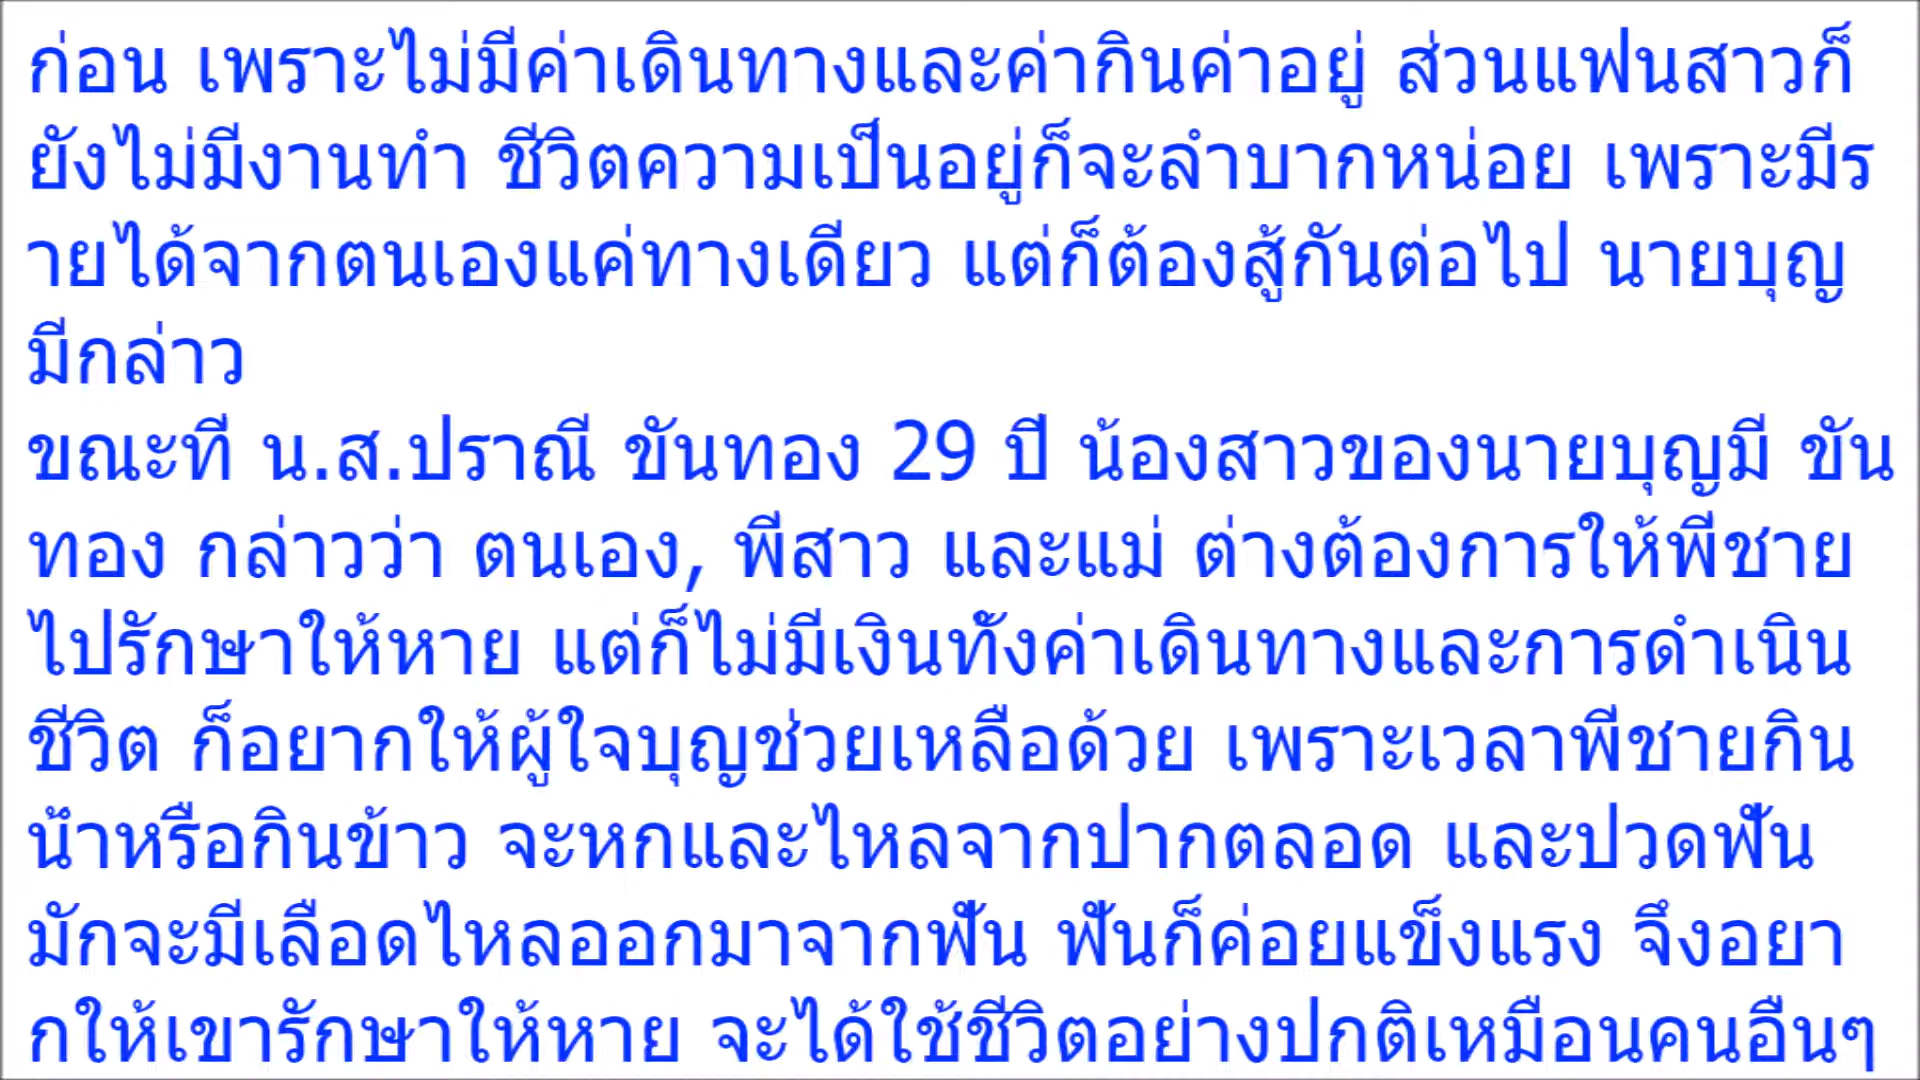 ก่อน เพราะไม่มีค่าเดินทางและค่ากินค่าอยู่ ส่วนแฟนสาวก็
ยังไม่มีงานทำ ชีวิตความเป็นอยู่ก็จะลำบากหน่อย เพราะมีร
ายได้จากตนเองแค่ทางเดียว แต่ก็ต้องสู้กันต่อไป นายบุญ
มีกล่าว
ขณะที่ น.ส.ปราณี ขันทอง 29 ปี น้องสาวของนายบุญมี ขัน
ทอง กล่าวว่า ตนเอง, พี่สาว และแม่ ต่างต้องการให้พี่ชาย
ไปรักษาให้หาย แต่ก็ไม่มีเงินทั้งค่าเดินทางและการดำเนิน
ชีวิต ก็อยากให้ผู้ใจบุญช่วยเหลือด้วย เพราะเวลาพี่ชายกิน
น้ำหรือกินข้าว จะหกและไหลจากปากตลอด และปวดฟัน
มักจะมีเลือดไหลออกมาจากฟัน ฟันก็ค่อยแข็งแรง จึงอยา
กให้เขารักษาให้หาย จะได้ใช้ชีวิตอย่างปกติเหมือนคนอื่นๆ